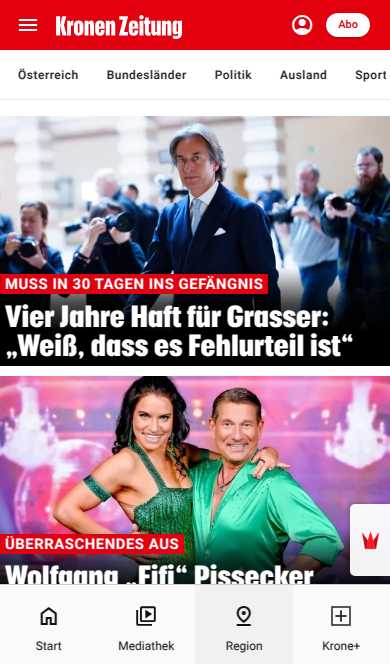 Kronen Zeitung
Abo
Österreich Bundesländer Politik Ausland Sport
MUSS IN 30 TAGEN INS GEFÄNGNIS
Vier Jahre Haft für Grasser:
„Weiß, dass es Fehlurteil ist“
ÜBERRASCHENDES AUS
Wolfgang „Fifi“ Pissecker
Start Mediathek Region Krone+